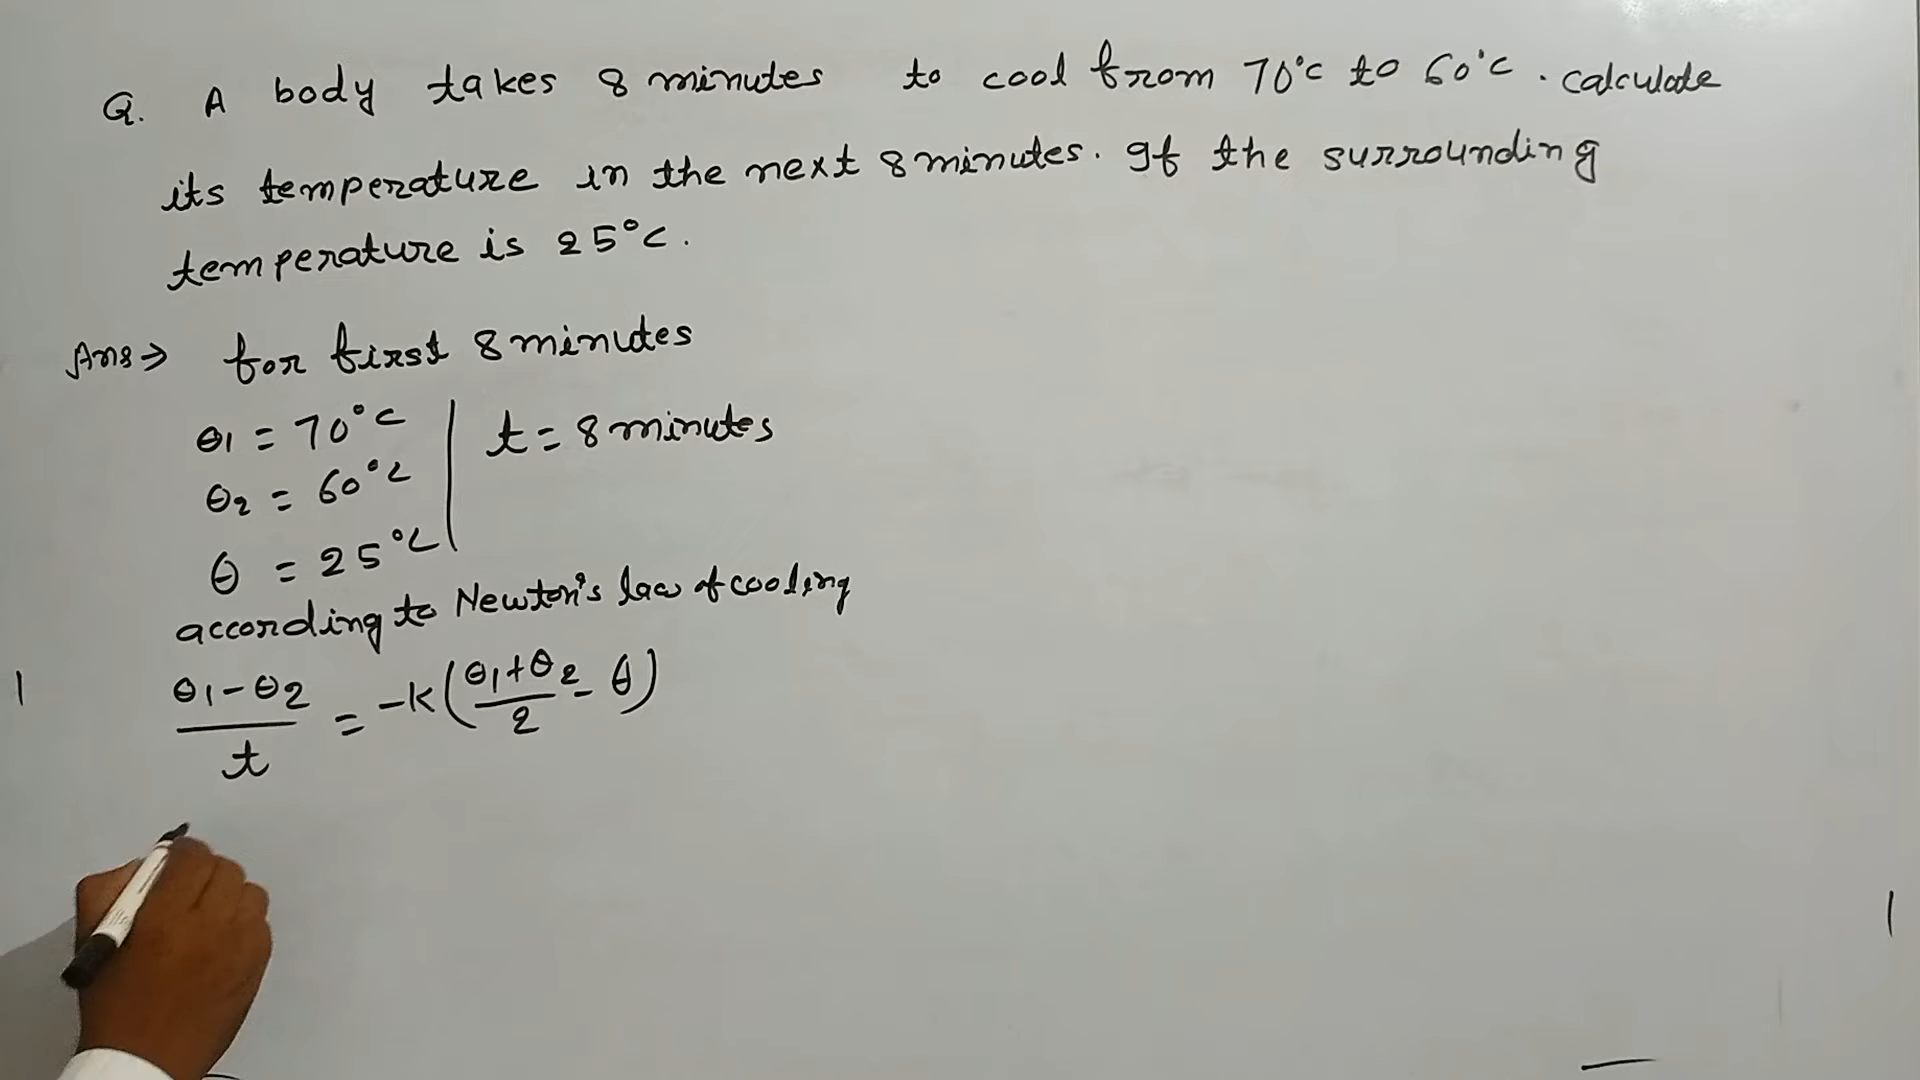 Q. A body takes 8 minutes to cool from 70°c to 60°c. calculate
its temperature in the next 8 minutes. If the surrounding
temperature is 25°c.
Ans → for first 8 minutes
θ1 = 70°c | t = 8 minutes
θ2 = 60°c
θ = 25°c
according to Newton's law of cooling
(θ1-θ2)/t = -k((θ1+θ2)/2 - θ)